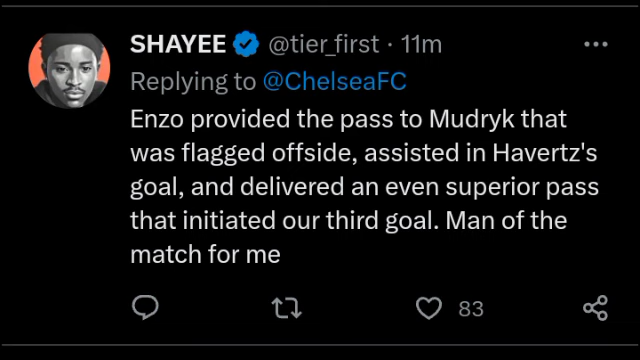 SHAYEE @tier_first · 11m
Replying to @ChelseaFC
Enzo provided the pass to Mudryk that
was flagged offside, assisted in Havertz's
goal, and delivered an even superior pass
that initiated our third goal. Man of the
match for me
83